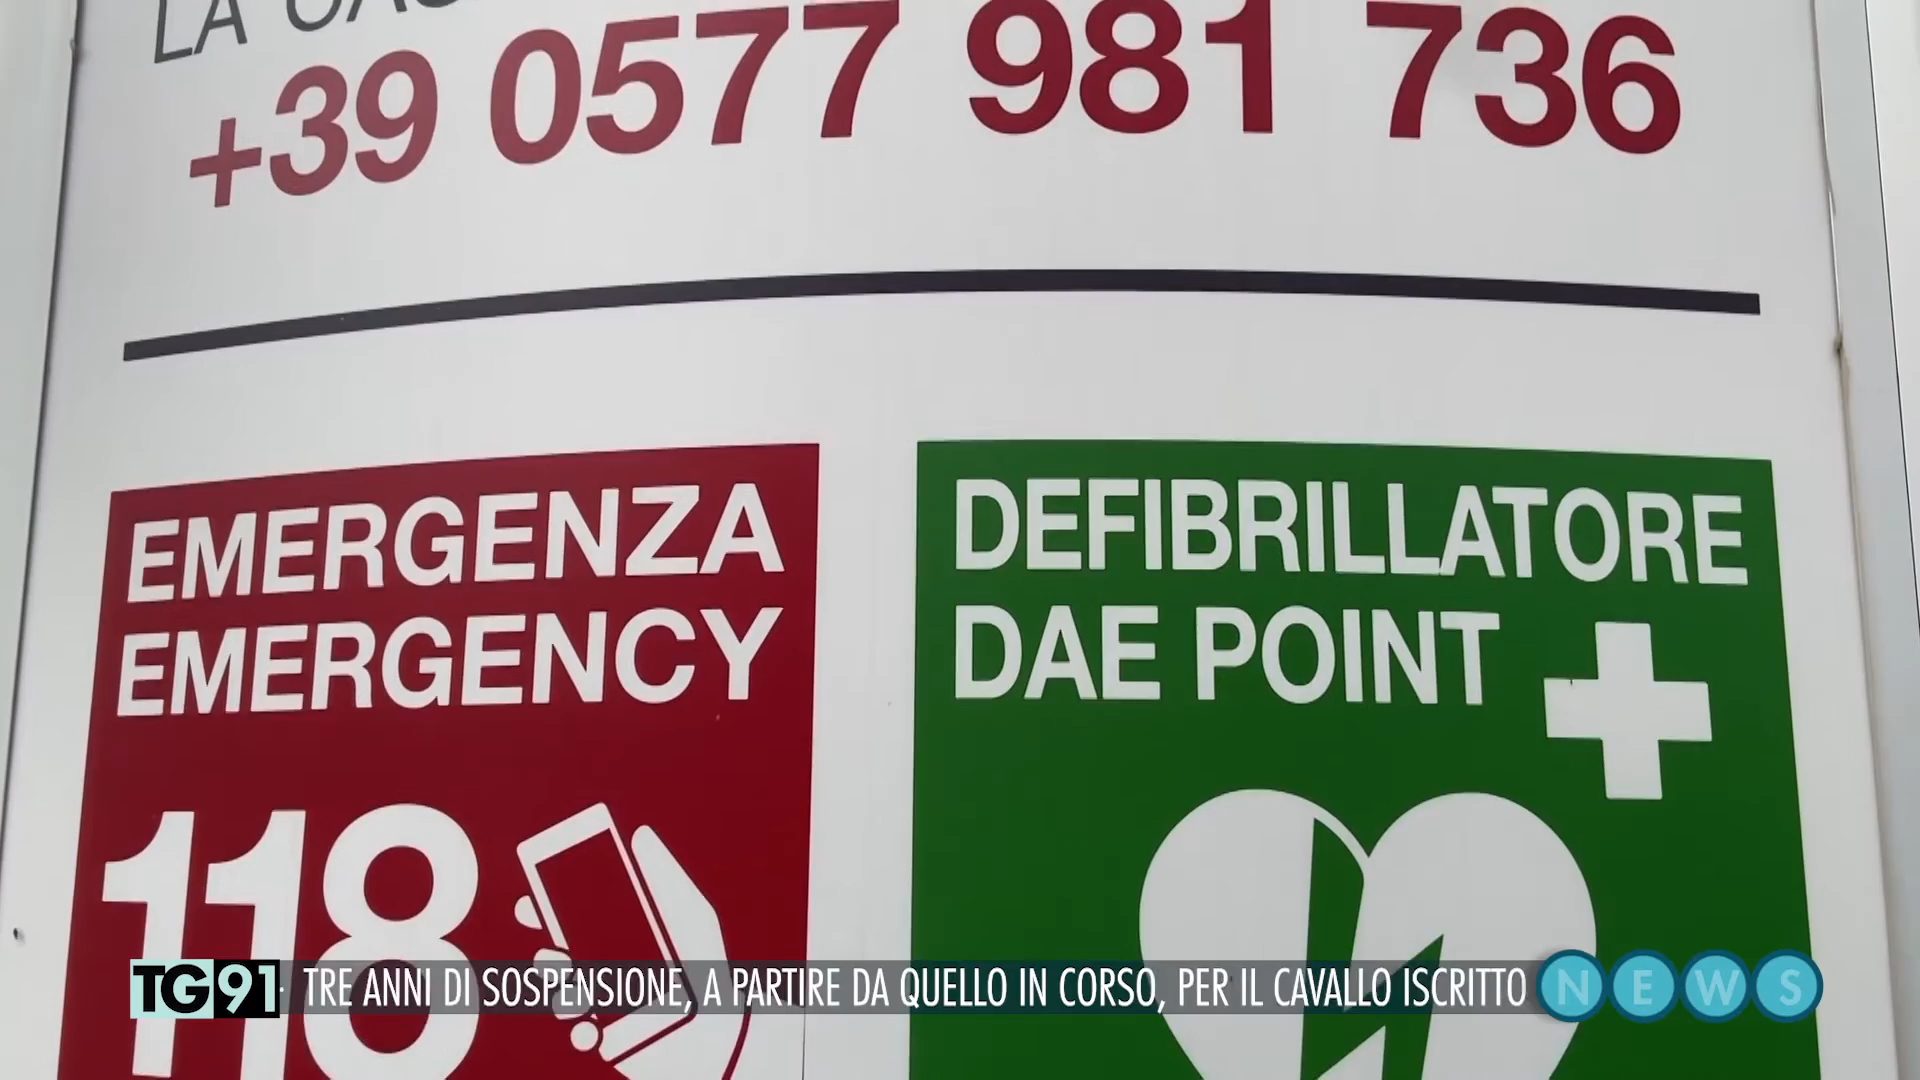 LA
+39 0577 981 736
EMERGENZA
EMERGENCY
118
DEFIBRILLATORE
DAE POINT
TG91 TRE ANNI DI SOSPENSIONE, A PARTIRE DA QUELLO IN CORSO, PER IL CAVALLO ISCRITTO NEWS